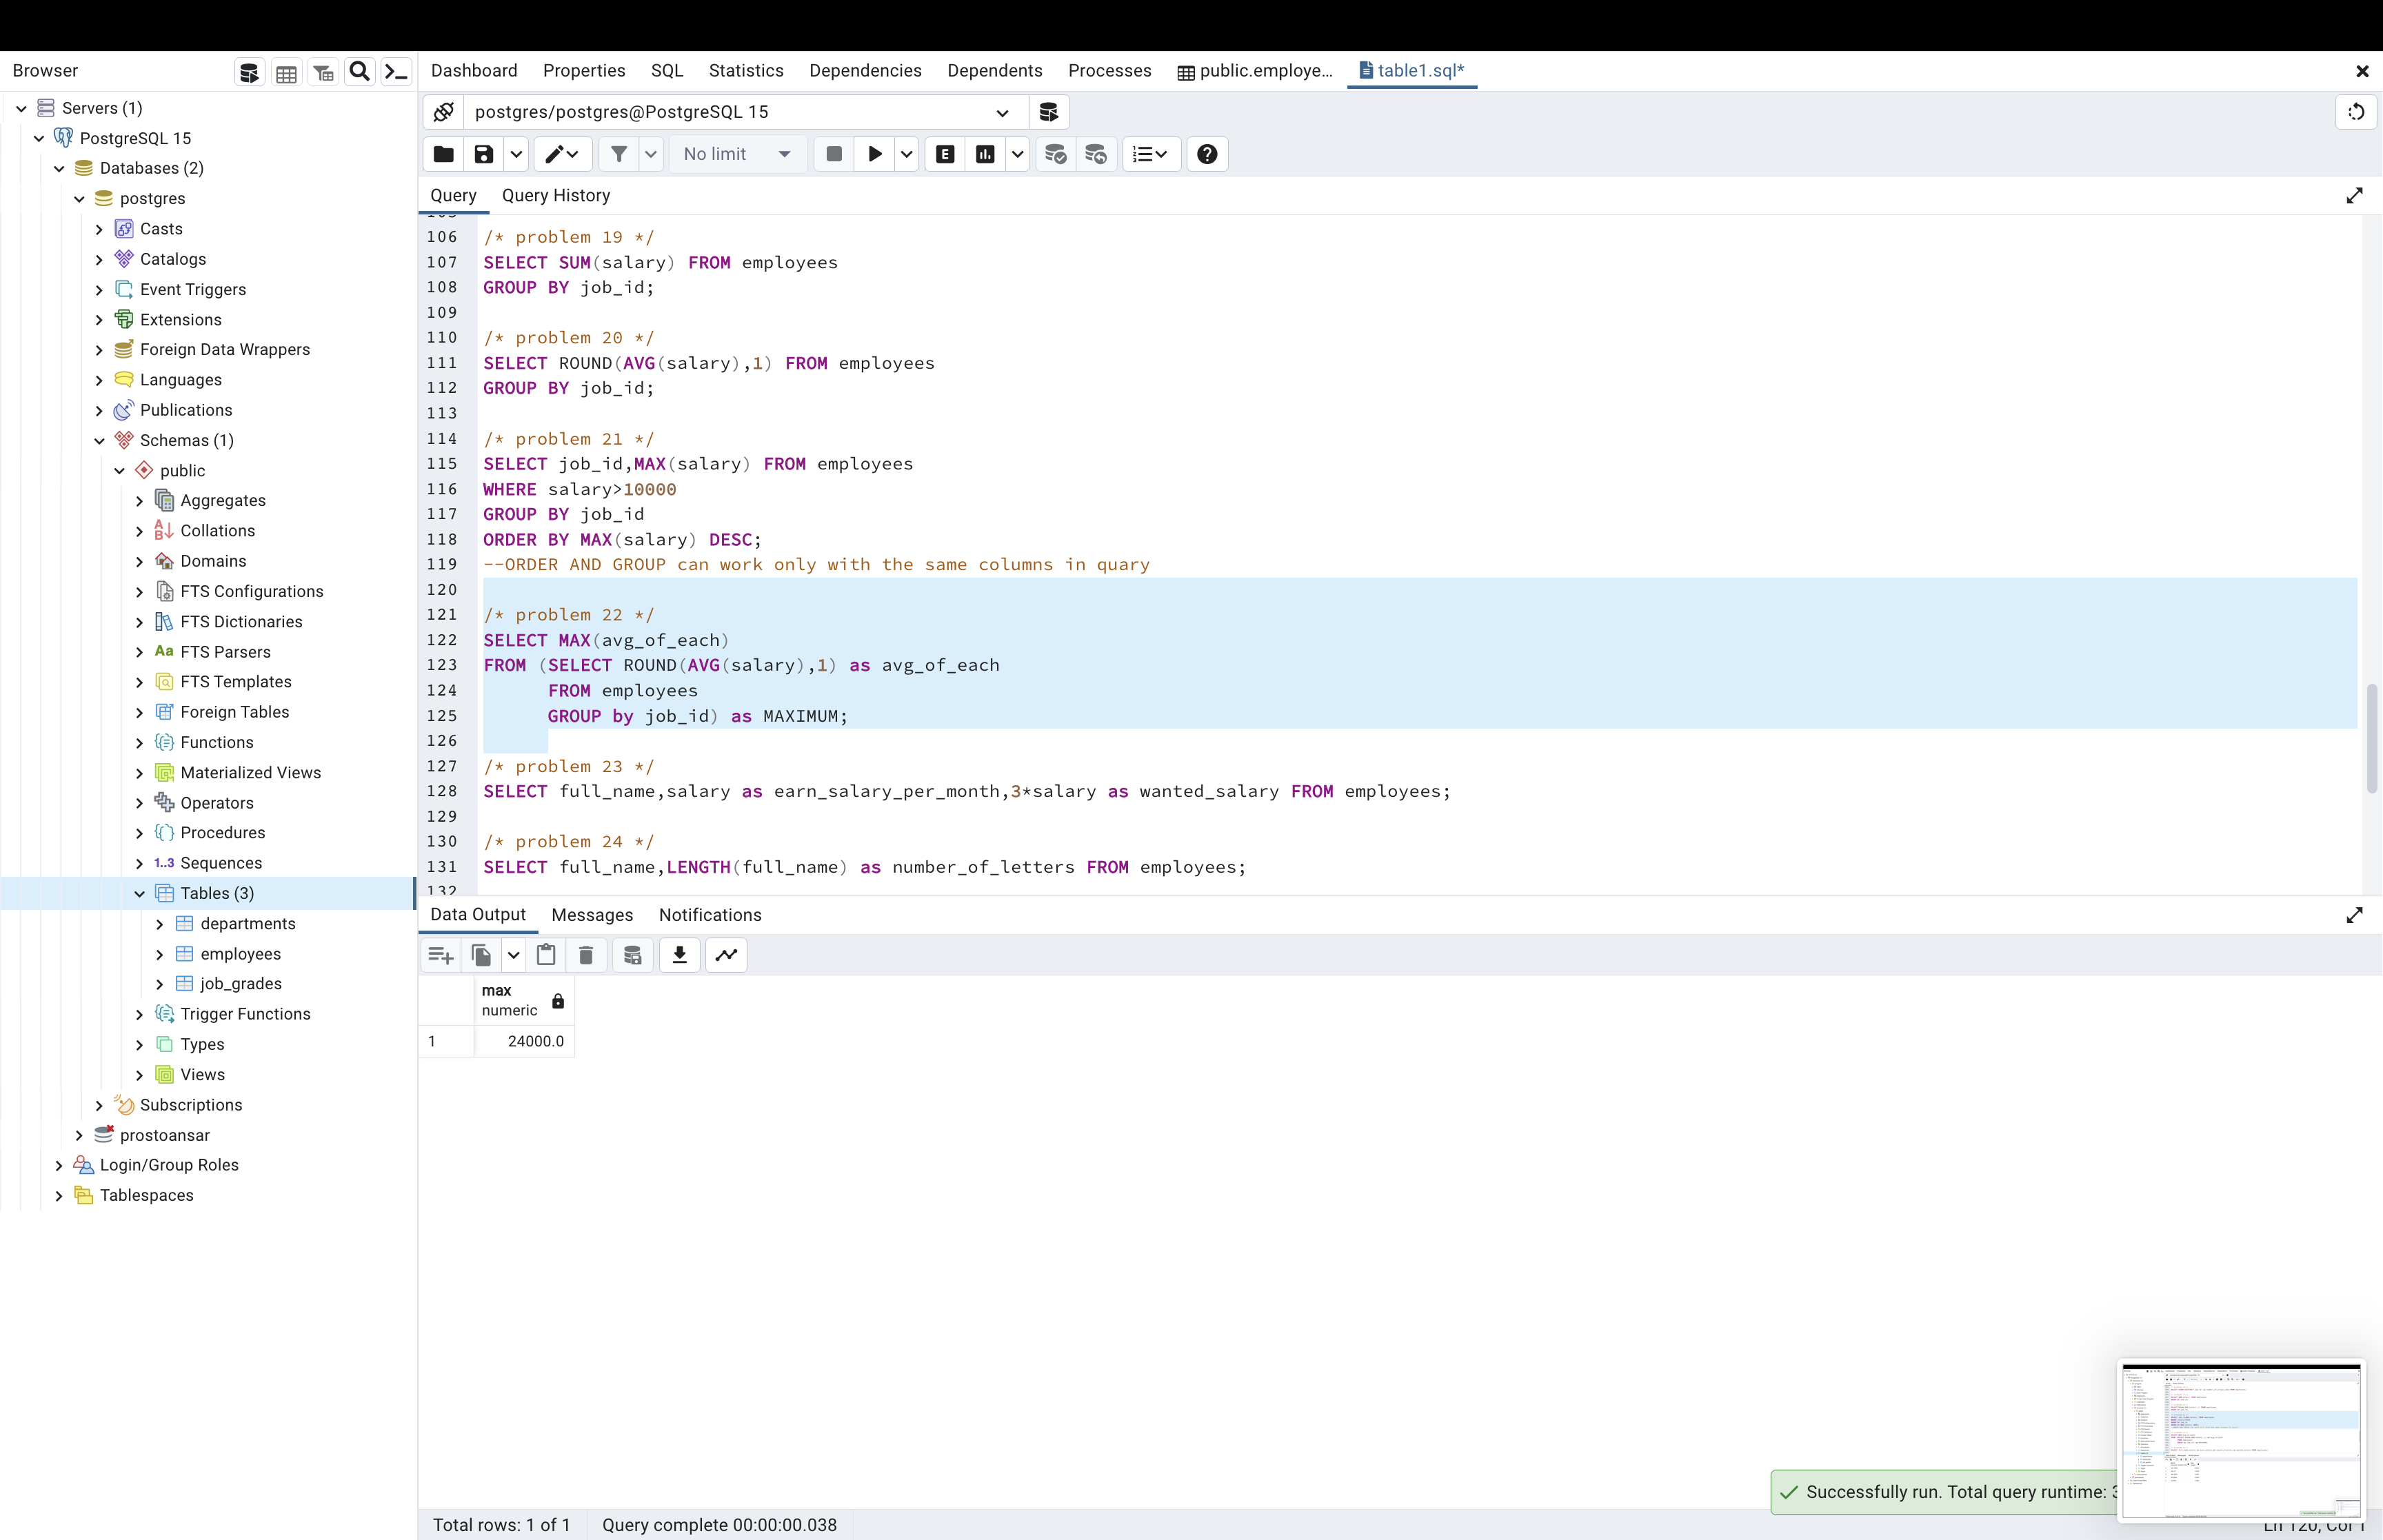 Browser
Servers (1)
PostgreSQL 15
Databases (2)
postgres
Casts
Catalogs
Event Triggers
Extensions
Foreign Data Wrappers
Languages
Publications
Schemas (1)
public
Aggregates
Collations
Domains
FTS Configurations
FTS Dictionaries
Aa FTS Parsers
FTS Templates
Foreign Tables
Functions
Materialized Views
Operators
Procedures
1..3 Sequences
Tables (3)
departments
employees
job_grades
Trigger Functions
Types
Views
Subscriptions
prostoansar
Login/Group Roles
Tablespaces
Dashboard Properties SQL Statistics Dependencies Dependents Processes public.employe... table1.sql*
postgres/postgres@PostgreSQL 15
No limit E
Query Query History
105
106 /* problem 19 */
107 SELECT SUM(salary) FROM employees
108 GROUP BY job_id;
109
110 /* problem 20 */
111 SELECT ROUND(AVG(salary),1) FROM employees
112 GROUP BY job_id;
113
114 /* problem 21 */
115 SELECT job_id,MAX(salary) FROM employees
116 WHERE salary>10000
117 GROUP BY job_id
118 ORDER BY MAX(salary) DESC;
119 --ORDER AND GROUP can work only with the same columns in quary
120
121 /* problem 22 */
122 SELECT MAX(avg_of_each)
123 FROM (SELECT ROUND(AVG(salary),1) as avg_of_each
124 FROM employees
125 GROUP by job_id) as MAXIMUM;
126
127 /* problem 23 */
128 SELECT full_name,salary as earn_salary_per_month,3*salary as wanted_salary FROM employees;
129
130 /* problem 24 */
131 SELECT full_name,LENGTH(full_name) as number_of_letters FROM employees;
132
Data Output Messages Notifications
max
numeric
1 24000.0
Successfully run. Total query runtime: 3
Total rows: 1 of 1 Query complete 00:00:00.038 Ln 120, Col 1